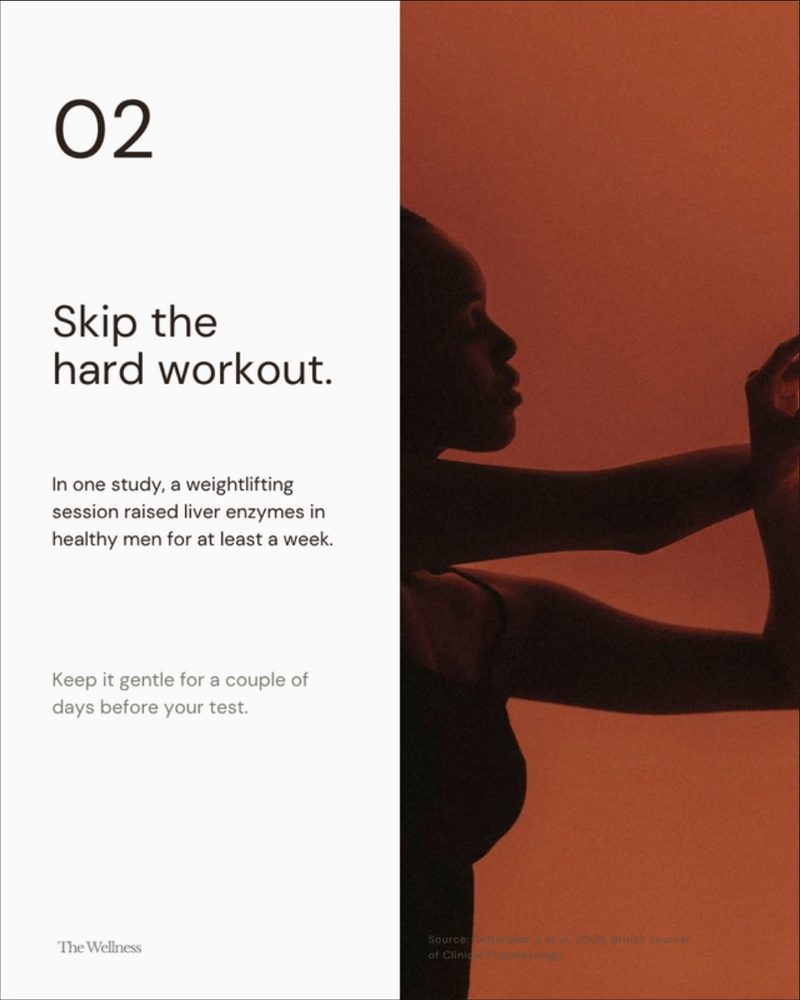 02
Skip the
hard workout.
In one study, a weightlifting
session raised liver enzymes in
healthy men for at least a week.
Keep it gentle for a couple of
days before your test.
The Wellness
Source: J et al. 2008, British Journal
of Clinical Pharmacology